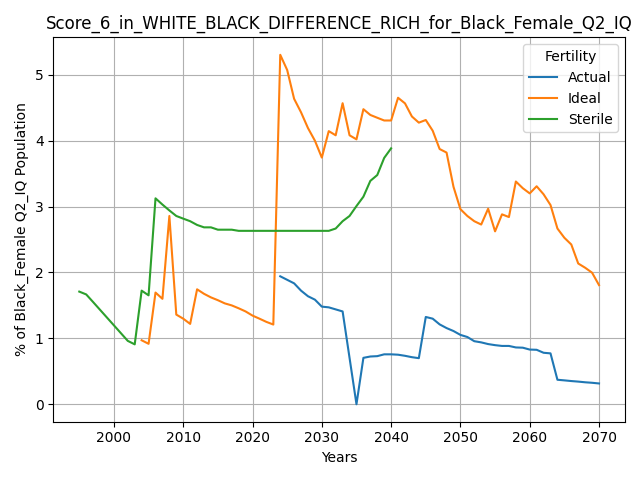 Score_6_in_WHITE_BLACK_DIFFERENCE_RICH_for_Black_Female_Q2_IQ
Fertility
Actual
Ideal
Sterile
% of Black_Female Q2_IQ Population
5
4
3
2
1
0
2000 2010 2020 2030 2040 2050 2060 2070
Years